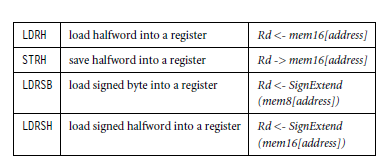 LDRH load halfword into a register Rd <- mem16[address]
STRH save halfword into a register Rd -> mem16[address]
LDRSB load signed byte into a register Rd <- SignExtend
(mem8[address])
LDRSH load signed halfword into a register Rd <- SignExtend
(mem16[address])